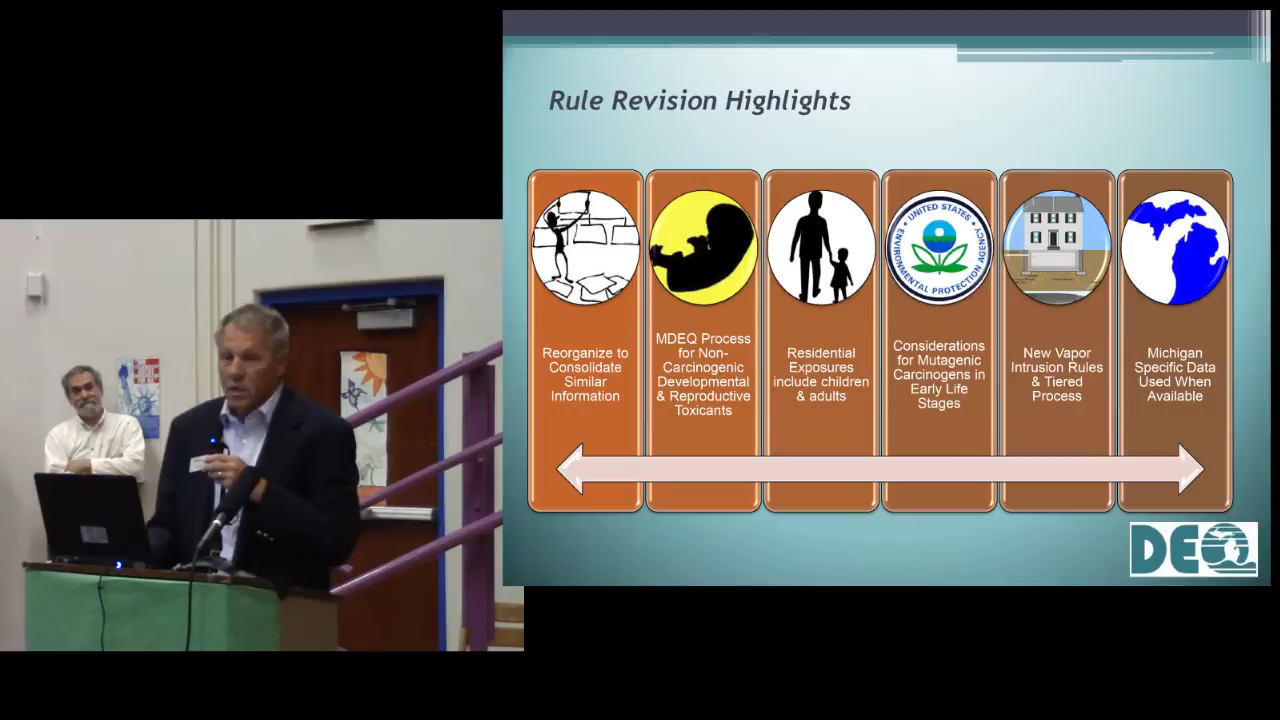 Rule Revision Highlights
UNITED STATES
ENVIRONMENTAL PROTECTION AGENCY
Reorganize to
Consolidate
Similar
Information
MDEQ Process
for Non-
Carcinogenic
Developmental
& Reproductive
Toxicants
Residential
Exposures
include children
& adults
Considerations
for Mutagenic
Carcinogens in
Early Life
Stages
New Vapor
Intrusion Rules
& Tiered
Process
Michigan
Specific Data
Used When
Available
DEQ